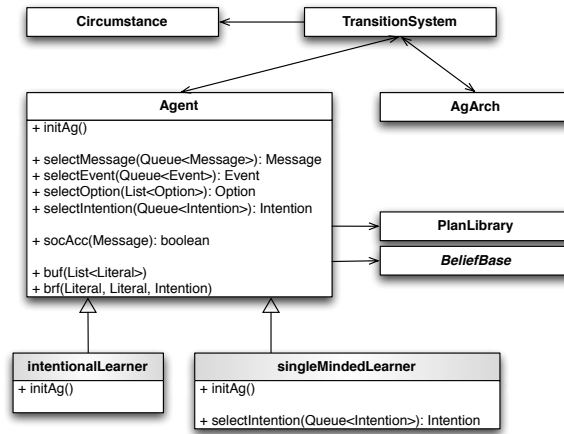 Circumstance
TransitionSystem
Agent
+ initAg()
+ selectMessage(Queue<Message>): Message
+ selectEvent(Queue<Event>): Event
+ selectOption(List<Option>): Option
+ selectIntention(Queue<Intention>): Intention
+ socAcc(Message): boolean
+ buf(List<Literal>)
+ brf(Literal, Literal, Intention)
AgArch
PlanLibrary
BeliefBase
intentionalLearner
+ initAg()
singleMindedLearner
+ initAg()
+ selectIntention(Queue<Intention>): Intention